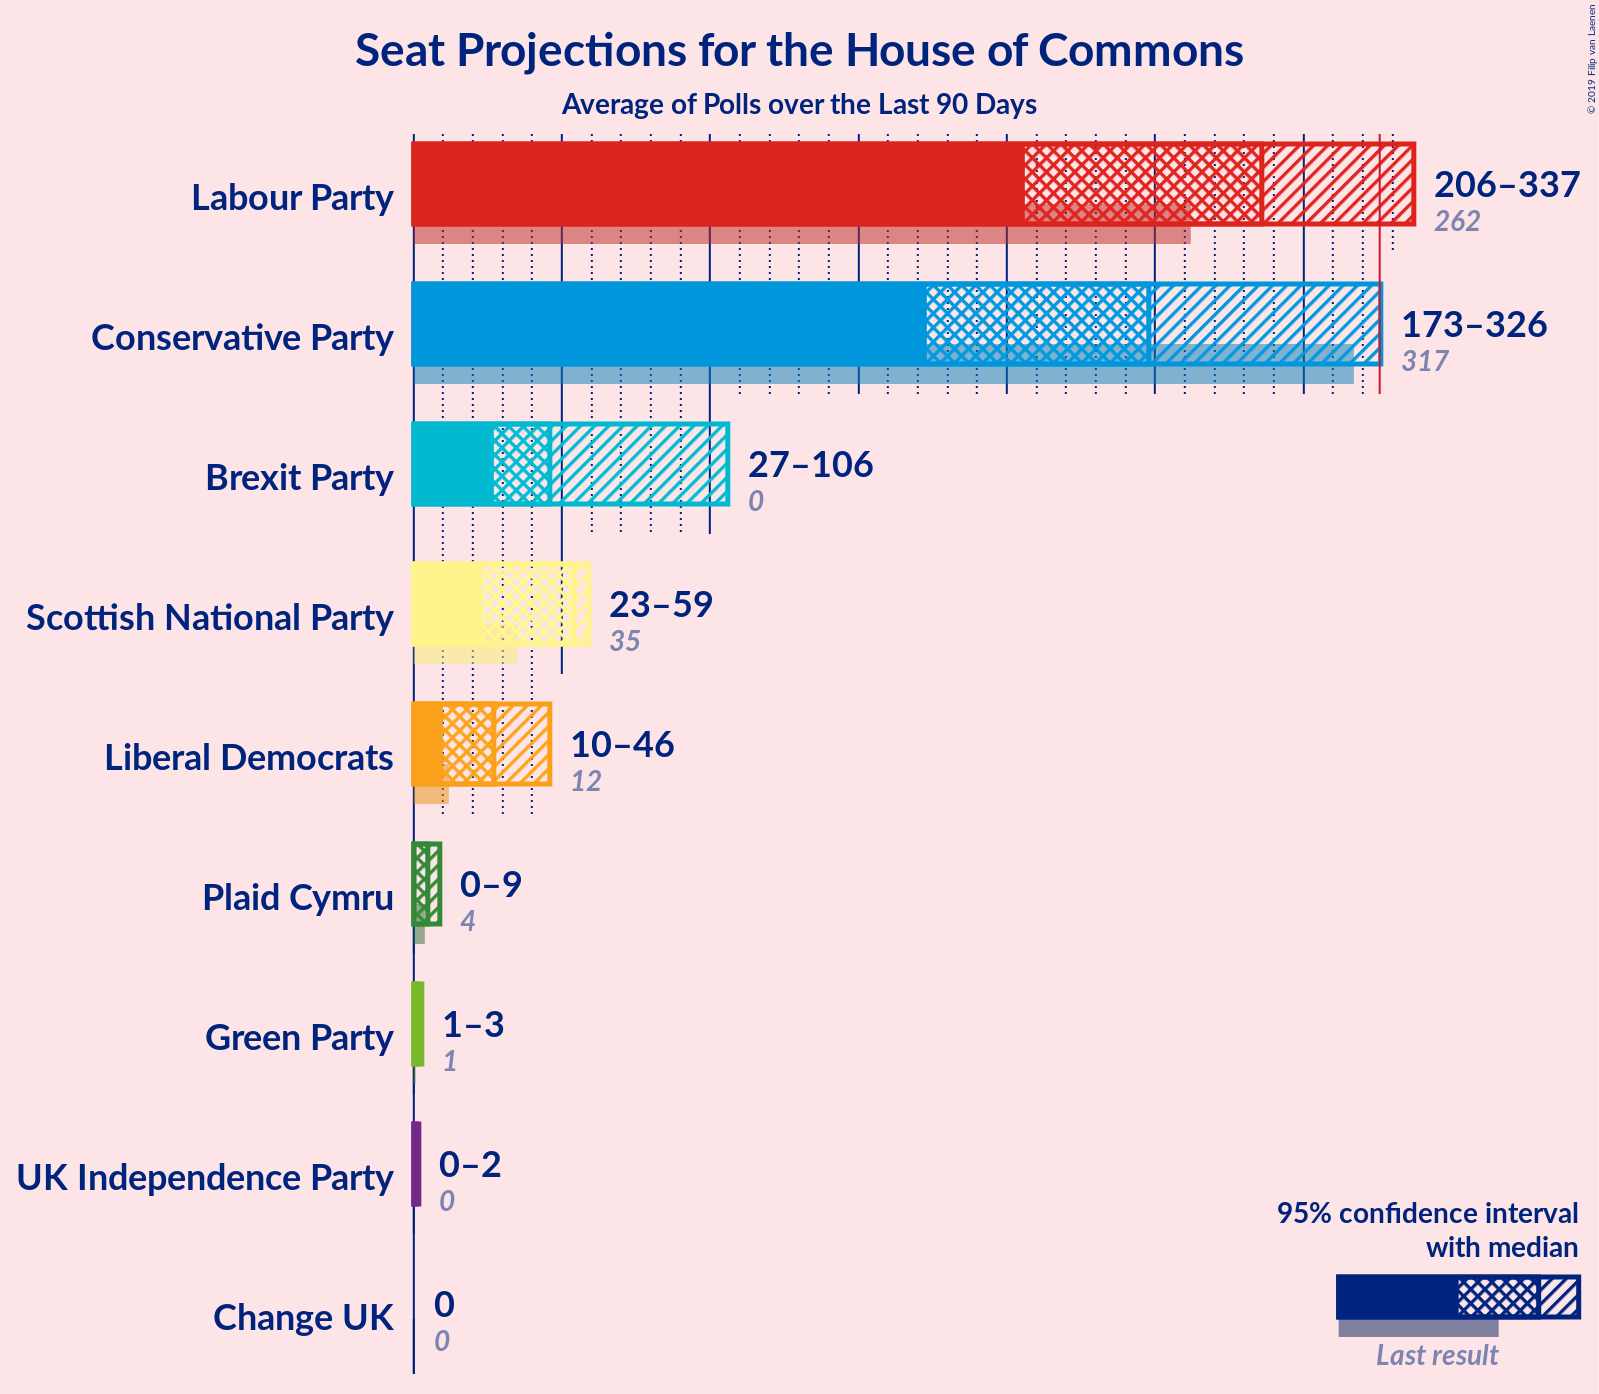 Seat Projections for the House of Commons
Average of Polls over the Last 90 Days
© 2019 Filip van Laenen
Labour Party
206–337
262
Conservative Party
173–326
317
Brexit Party
27–106
0
Scottish National Party
23–59
35
Liberal Democrats
10–46
12
Plaid Cymru
0–9
4
Green Party
1–3
1
UK Independence Party
0–2
0
Change UK
0
0
95% confidence interval
with median
Last result